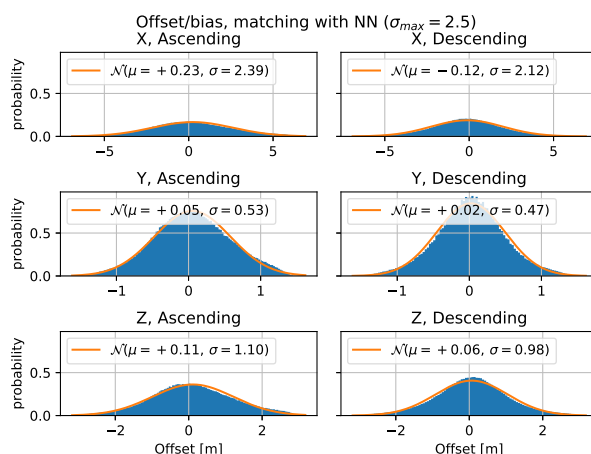 Offset/bias, matching with NN (σmax = 2.5)
X, Ascending
X, Descending
probability
0.5
0.0
N(μ = +0.23, σ = 2.39)
N(μ = −0.12, σ = 2.12)
−5 0 5
−5 0 5
Y, Ascending
Y, Descending
probability
0.5
0.0
N(μ = +0.05, σ = 0.53)
N(μ = +0.02, σ = 0.47)
−1 0 1
−1 0 1
Z, Ascending
Z, Descending
probability
0.5
0.0
N(μ = +0.11, σ = 1.10)
N(μ = +0.06, σ = 0.98)
−2 0 2
−2 0 2
Offset [m]
Offset [m]